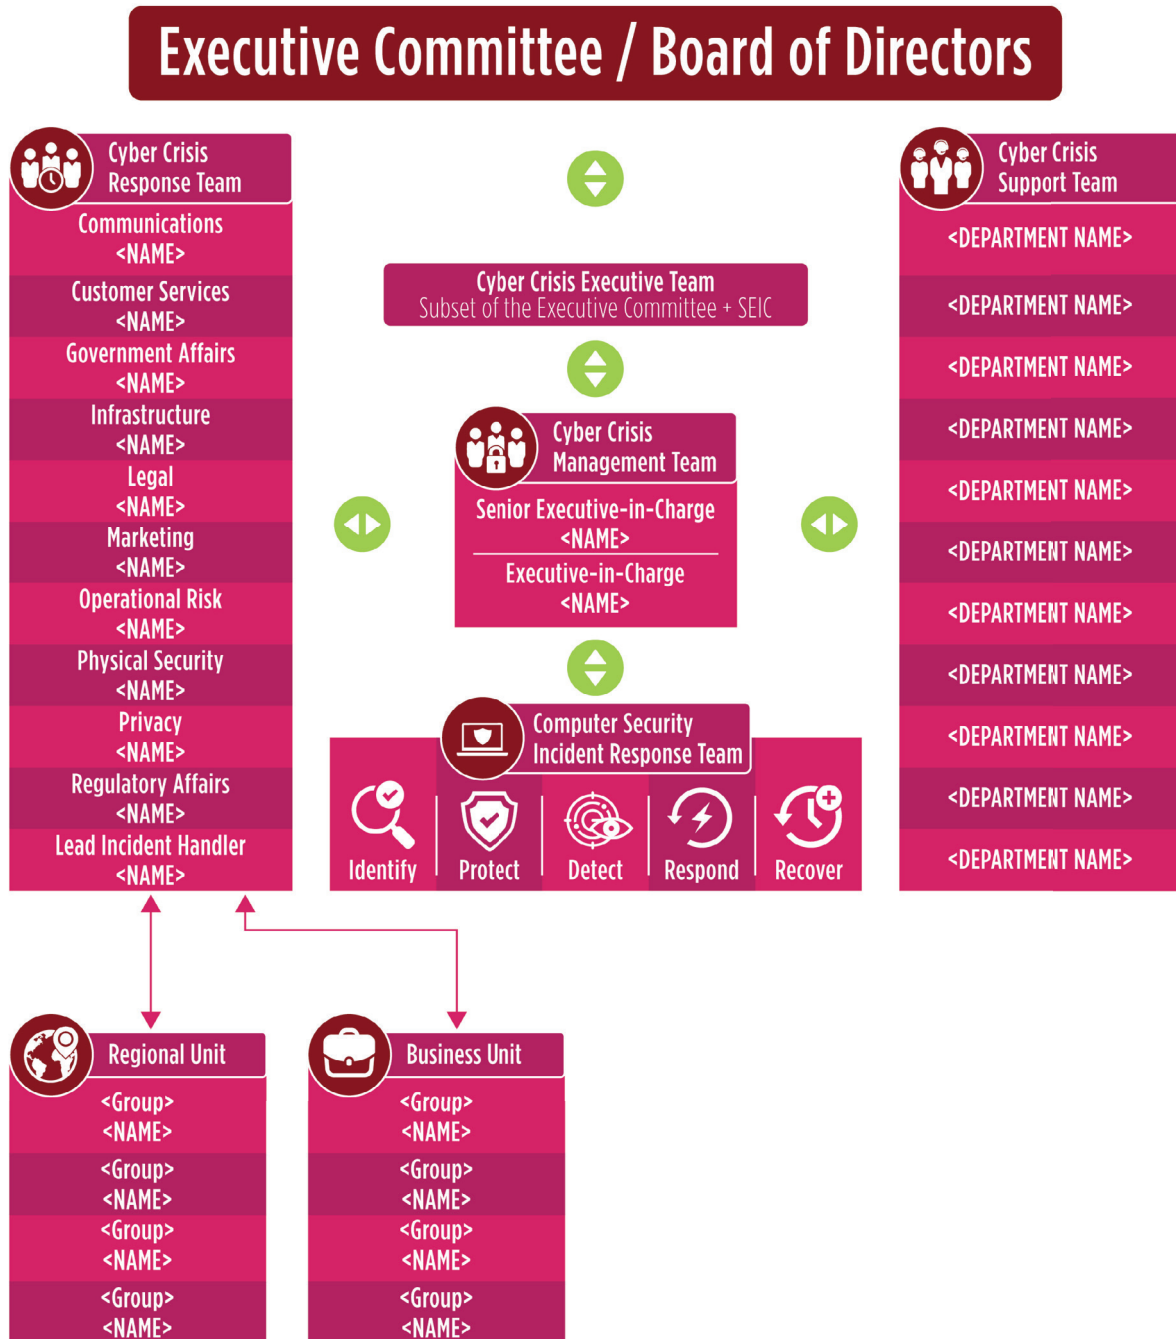 Executive Committee / Board of Directors
Cyber Crisis
Response Team
Communications
<NAME>
Customer Services
<NAME>
Government Affairs
<NAME>
Infrastructure
<NAME>
Legal
<NAME>
Marketing
<NAME>
Operational Risk
<NAME>
Physical Security
<NAME>
Privacy
<NAME>
Regulatory Affairs
<NAME>
Lead Incident Handler
<NAME>
Cyber Crisis Executive Team
Subset of the Executive Committee + SEIC
Cyber Crisis
Management Team
Senior Executive-in-Charge
<NAME>
Executive-in-Charge
<NAME>
Computer Security
Incident Response Team
Identify
Protect
Detect
Respond
Recover
Cyber Crisis
Support Team
<DEPARTMENT NAME>
<DEPARTMENT NAME>
<DEPARTMENT NAME>
<DEPARTMENT NAME>
<DEPARTMENT NAME>
<DEPARTMENT NAME>
<DEPARTMENT NAME>
<DEPARTMENT NAME>
<DEPARTMENT NAME>
<DEPARTMENT NAME>
<DEPARTMENT NAME>
Regional Unit
<Group>
<NAME>
<Group>
<NAME>
<Group>
<NAME>
<Group>
<NAME>
Business Unit
<Group>
<NAME>
<Group>
<NAME>
<Group>
<NAME>
<Group>
<NAME>